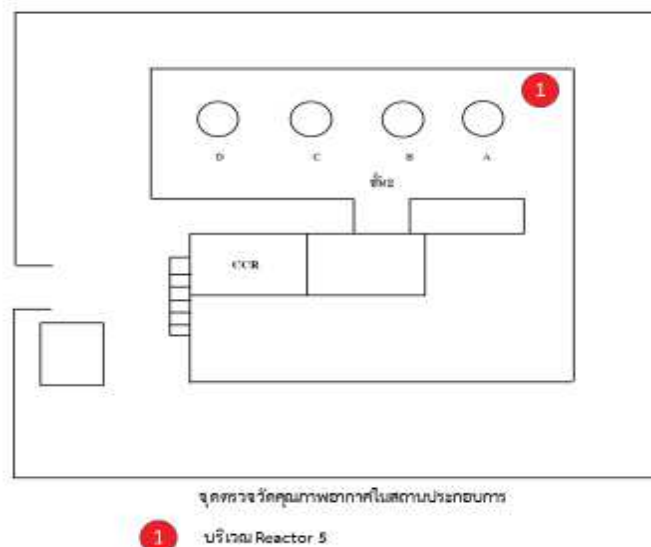 1
D C B A
ชั้น2
CCR
จุดตรวจวัดคุณภาพอากาศในสถานประกอบการ
1 บริเวณ Reactor 5